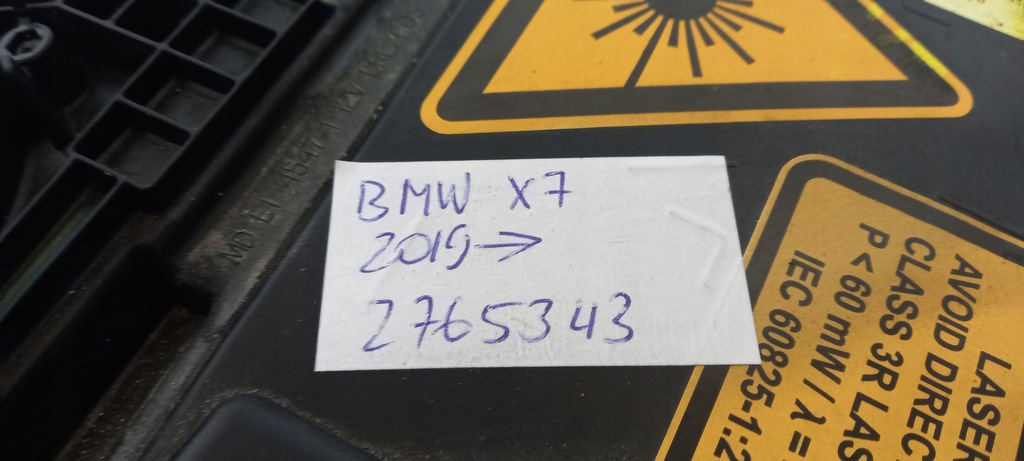 BMW X7
2019→
2765343
LASER
AVOID DIREC
CLASS 3R LAS
P < 60 mW / λ =
IEC 60825-1:2